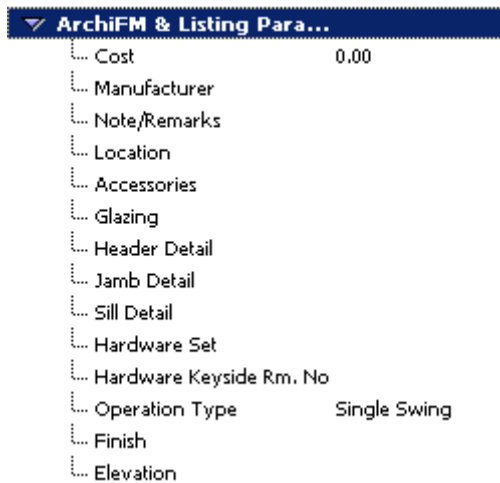 ArchiFM & Listing Para...
Cost 0.00
Manufacturer
Note/Remarks
Location
Accessories
Glazing
Header Detail
Jamb Detail
Sill Detail
Hardware Set
Hardware Keyside Rm. No
Operation Type Single Swing
Finish
Elevation